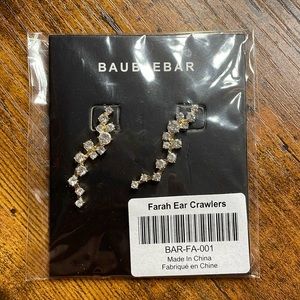 BAUBLEBAR
Farah Ear Crawlers
BAR-FA-001
Made In China
Fabriqué en Chine